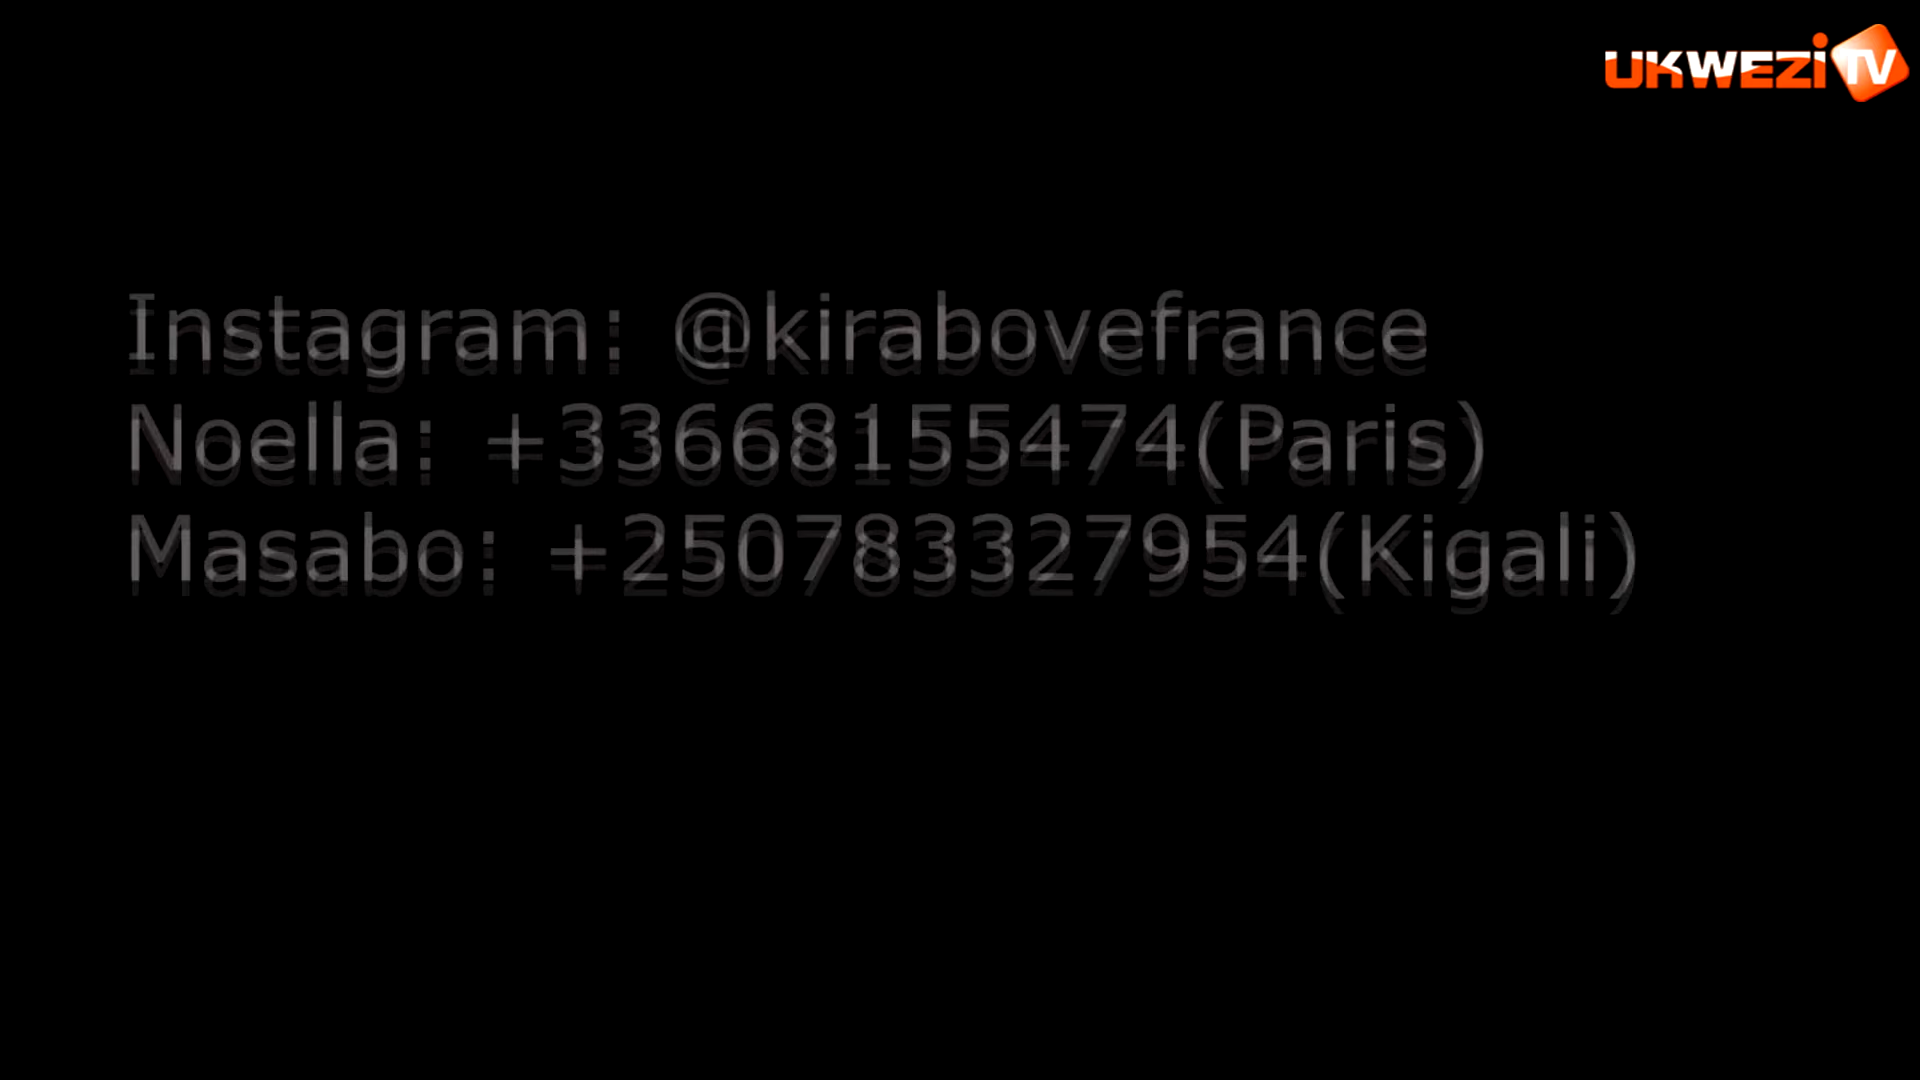 UKWEZI TV
Instagram: @kirabovefrance
Noella: +33668155474(Paris)
Masabo: +250783327954(Kigali)